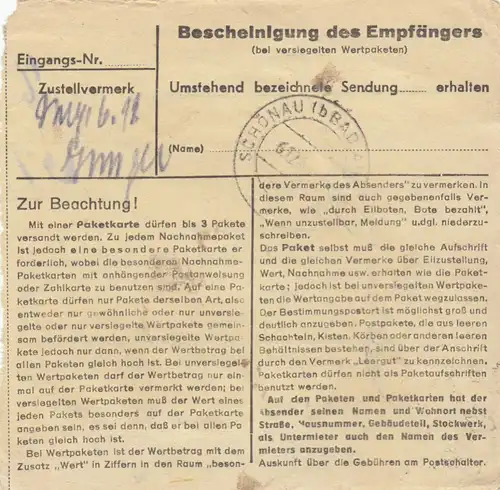 Bescheinigung des Empfängers
(bei versiegelten Wertpaketen)
Eingangs-Nr.
Zustellvermerk
Umstehend bezeichnete Sendung...... erhalten
(Name)
SCHÖNAU (b BAD
Zur Beachtung!
Mit einer Paketkarte dürfen bis 3 Pakete
versandt werden. Zu jedem Nachnahmepaket
ist jedoch eine besondere Paketkarte er-
forderlich, wobei die besonderen Nachnahme-
Paketkarten mit anhängender Postanweisung
oder Zahlkarte zu benutzen sind. Auf eine Pa-
ketkarte dürfen nur Pakete derselben Art, also
entweder nur gewöhnliche oder nur unversie-
gelte oder nur versiegelte Wertpakete gemein-
sam befördert werden, unversiegelte Wertpa-
kete jedoch nur dann, wenn der Wertbetrag bei
allen Paketen gleich hoch ist. Bei unversiegel-
ten Wertpaketen darf der Wertbetrag nur ein-
mal auf der Paketkarte vermerkt werden; bei
versiegelten Wertpaketen muß der Wert eines
jeden Pakets besonders auf der Paketkarte
angegeben sein, es sei denn, daß er bei allen Pa-
keten gleich hoch ist.
Bei Wertpaketen ist der Wertbetrag mit dem
Zusatz „Wert" in Ziffern in den Raum „beson-
dere Vermerke des Absenders" zu vermerken. In
diesem Raum sind auch gegebenenfalls Ver-
merke, wie „durch Eilboten, Bote bezahlt",
„Wenn unzustellbar, Meldung" u.dgl. niederzu-
schreiben.
Das Paket selbst muß die gleiche Aufschrift
und die gleichen Vermerke über Eilzustellung,
Wert, Nachnahme usw. erhalten wie die Paket-
karte; jedoch ist bei unversiegelten Wertpake-
ten die Wertangabe auf dem Paket wegzulassen.
Der Bestimmungspostort ist möglichst groß und
deutlich anzugeben. Postpakete, die aus leeren
Schachteln, Kisten, Körben oder anderen leeren
Behältnissen bestehen, sind über der Anschrift
durch den Vermerk „Leergut" zu kennzeichnen.
Paketkarten dürfen nicht als Paketaufschriften
benutzt werden.
Auf den Paketen und Paketkarten hat der
Absender seinen Namen und Wohnort nebst
Straße, Hausnummer, Gebäudeteil, Stockwerk,
als Untermieter auch den Namen des Ver-
mieters anzugeben.
Auskunft über die Gebühren am Postschalter.